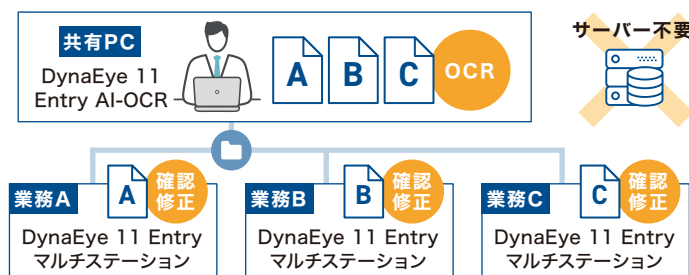 共有PC
DynaEye 11
Entry AI-OCR
A
B
C
OCR
サーバー不要
業務A
A
確認
修正
DynaEye 11 Entry
マルチステーション
業務B
B
確認
修正
DynaEye 11 Entry
マルチステーション
業務C
C
確認
修正
DynaEye 11 Entry
マルチステーション